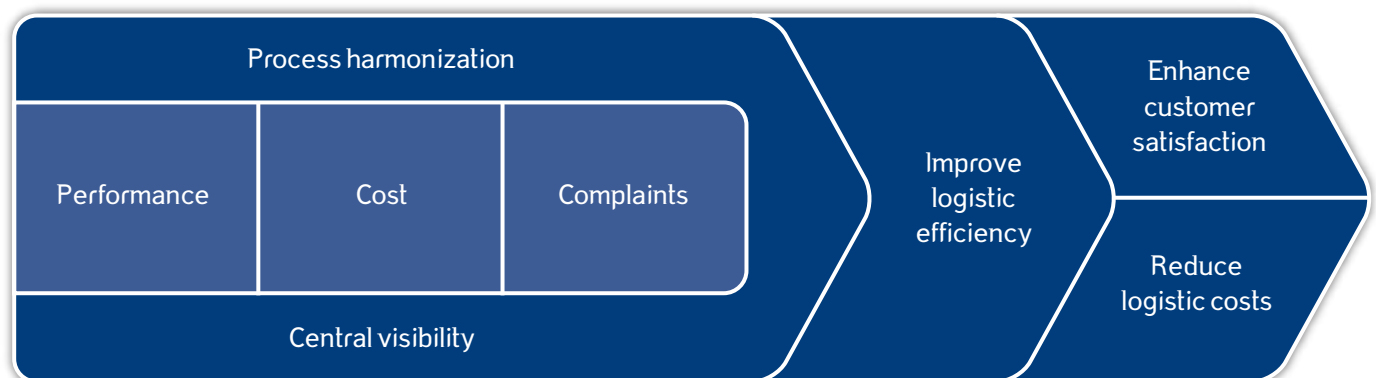 Process harmonization
Performance
Cost
Complaints
Central visibility
Improve
logistic
efficiency
Enhance
customer
satisfaction
Reduce
logistic costs